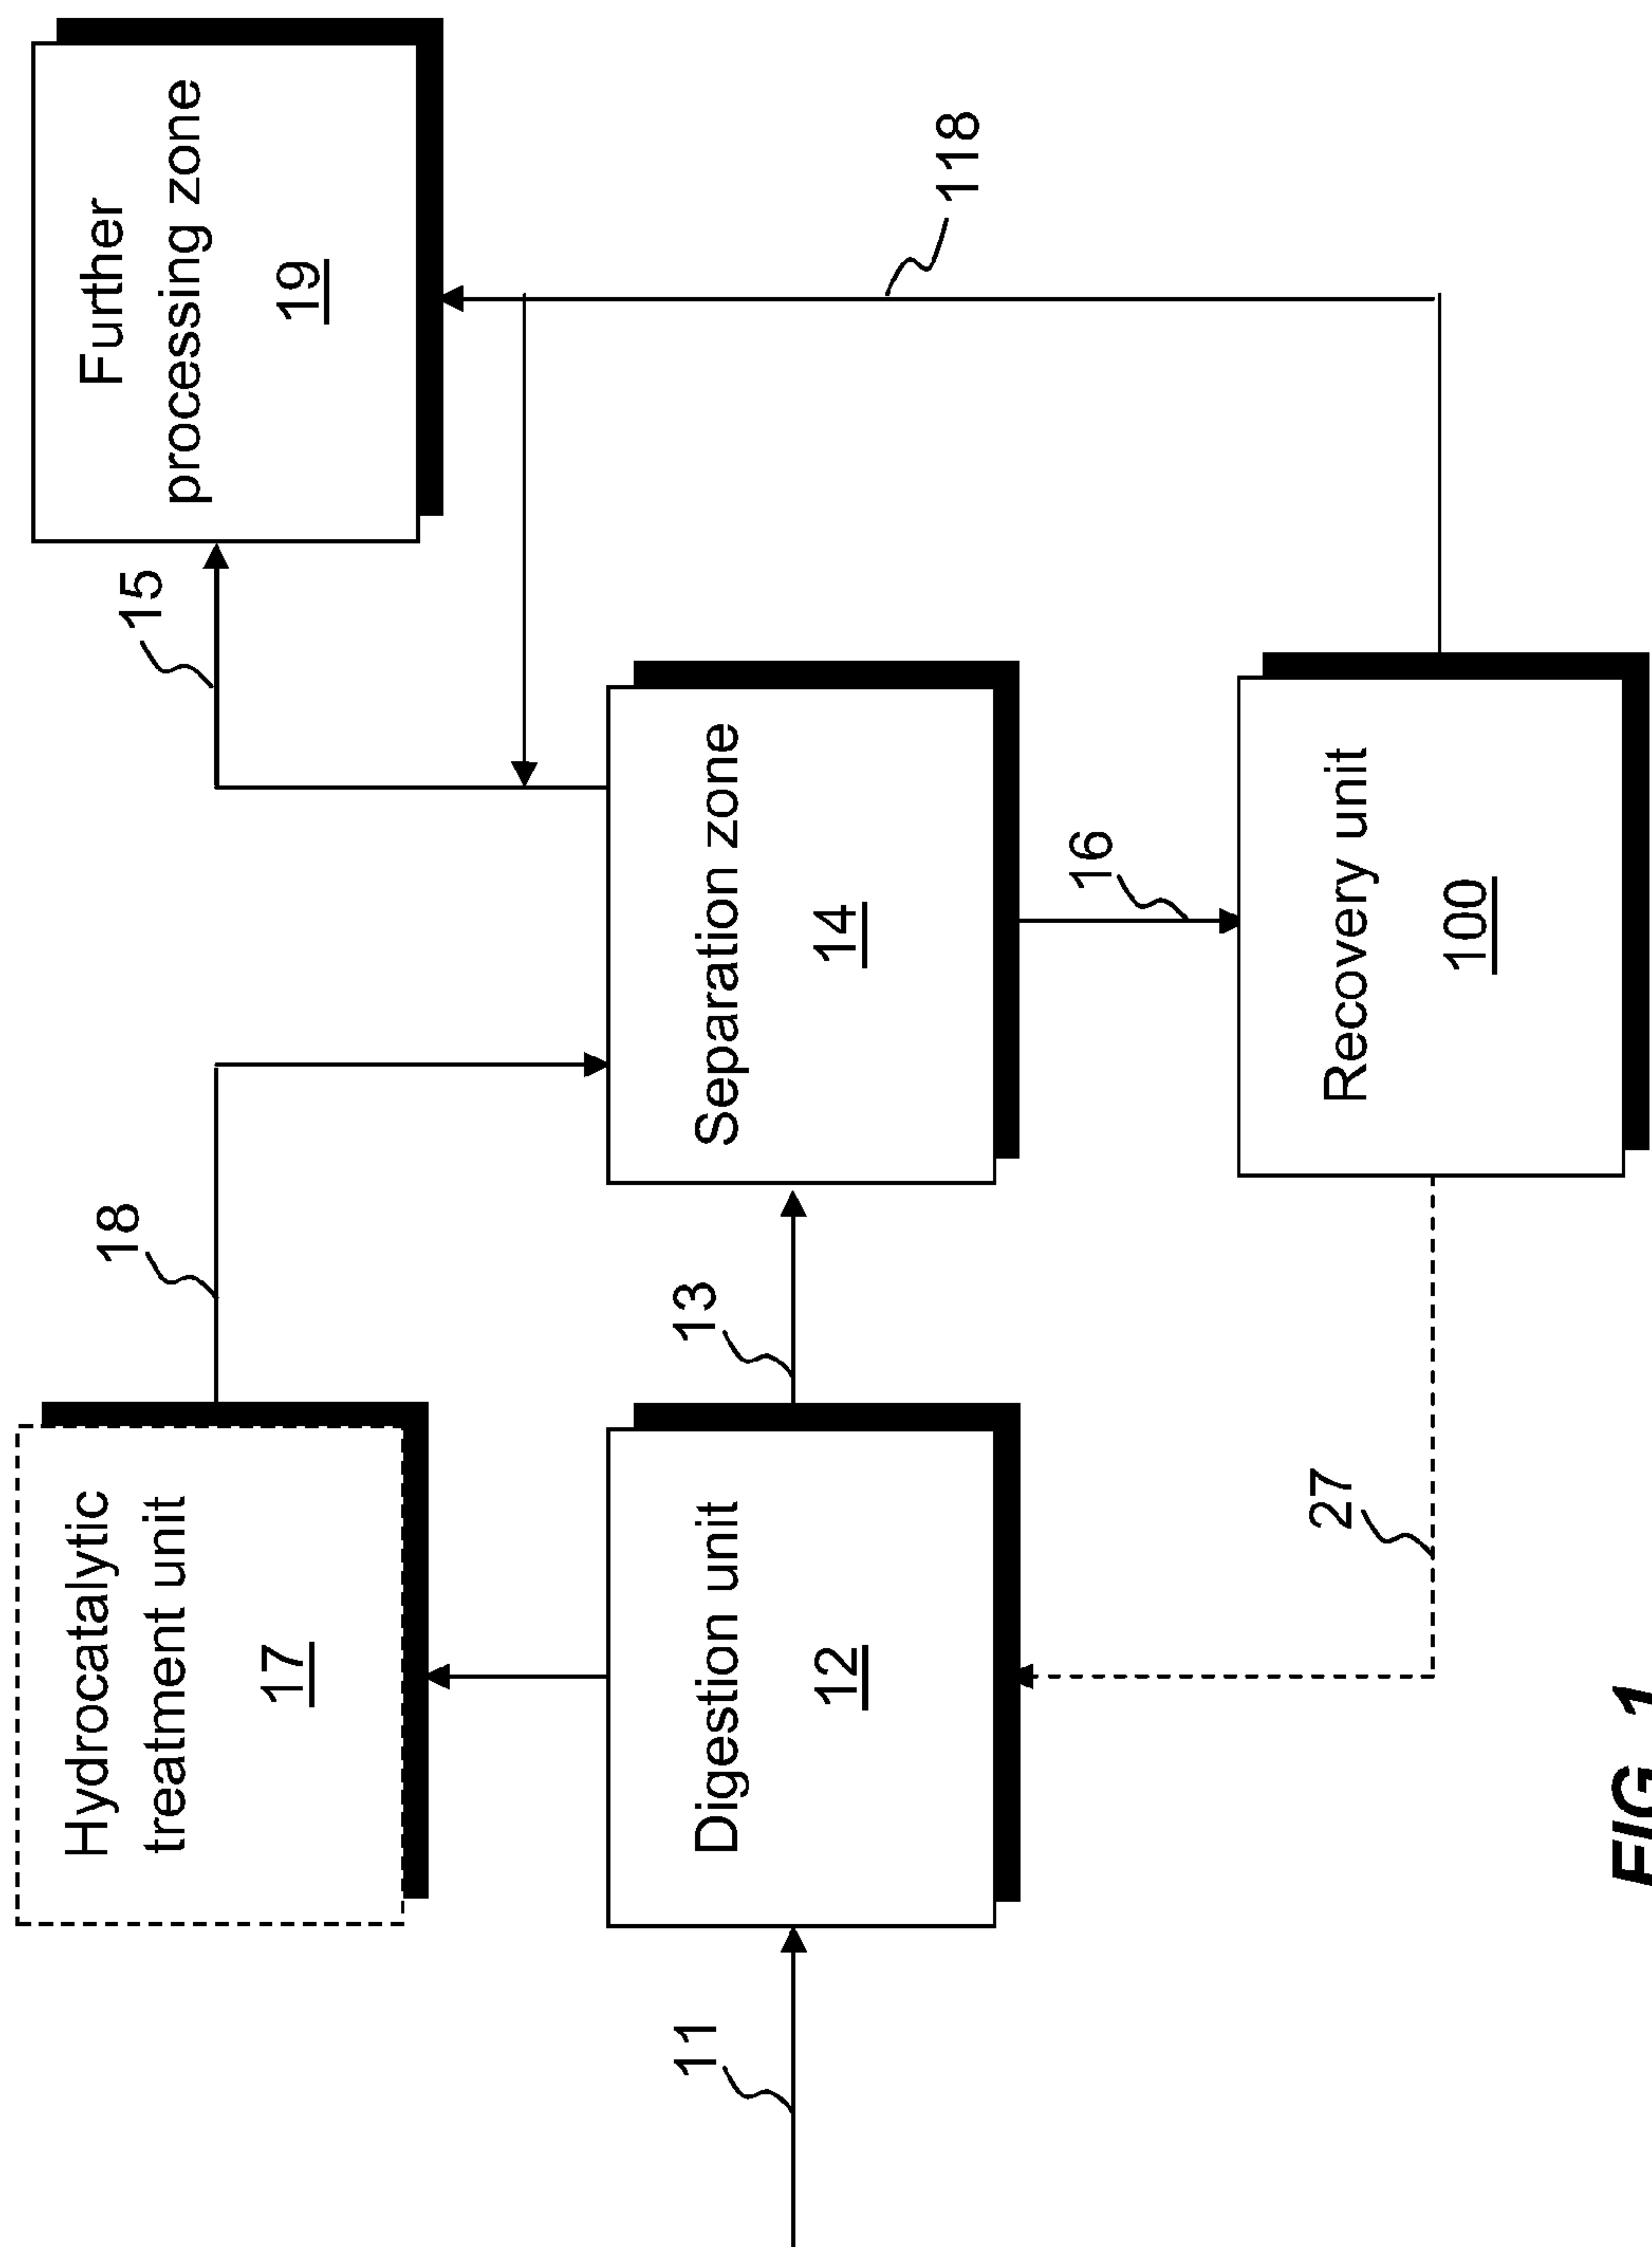 Hydrocatalytic
treatment unit
17
18
15
Further
processing zone
19
11
Digestion unit
12
13
Separation zone
14
118
27
16
Recovery unit
100
FIG. 1